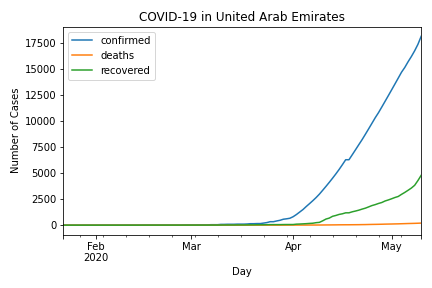 COVID-19 in United Arab Emirates
confirmed
deaths
recovered
Number of Cases
17500
15000
12500
10000
7500
5000
2500
0
Feb
2020
Mar
Apr
May
Day